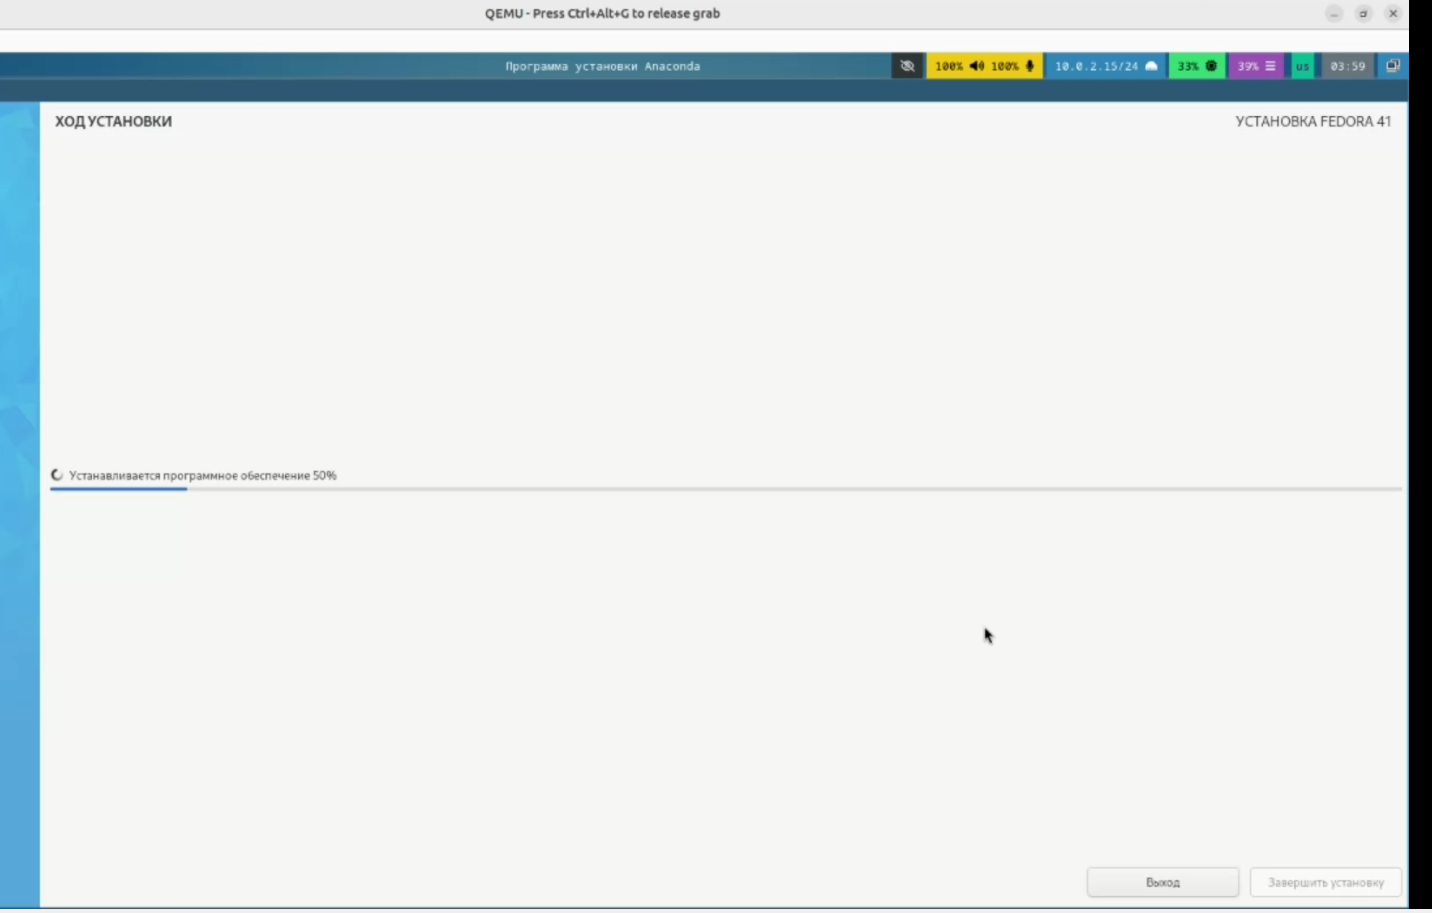 QEMU - Press Ctrl+Alt+G to release grab
Программа установки Anaconda 100% 100% 10.0.2.15/24 33% 39% us 03:59
ХОД УСТАНОВКИ УСТАНОВКА FEDORA 41
Устанавливается программное обеспечение 50%
Выход Завершить установку